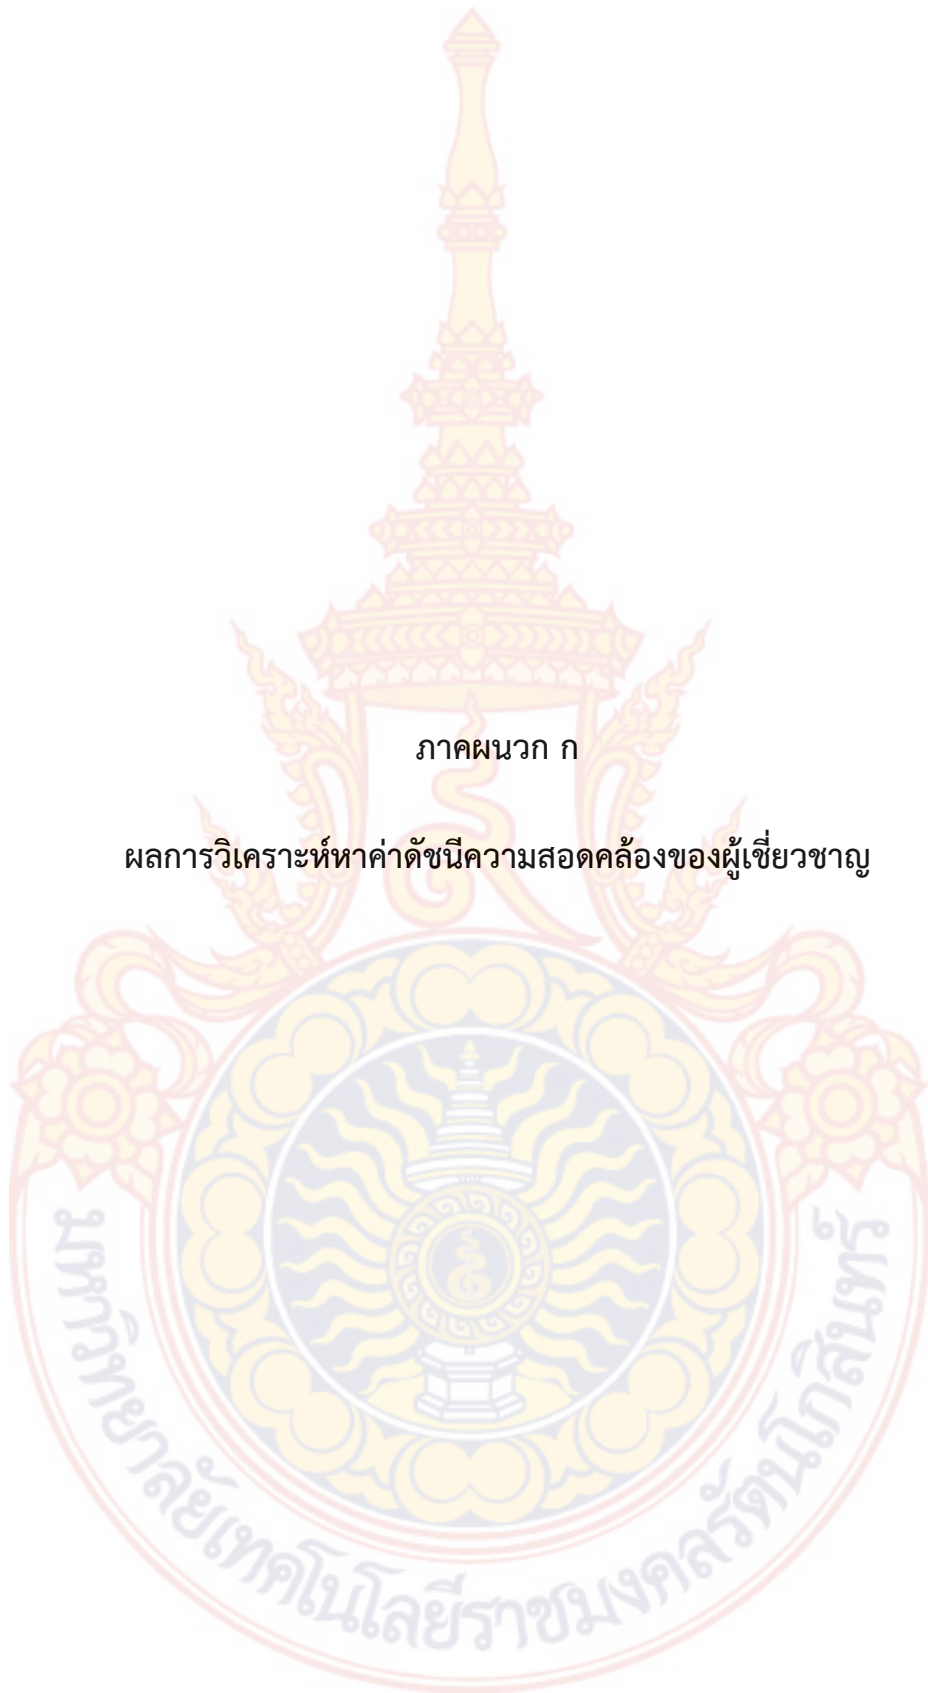 ภาคผนวก ก
ผลการวิเคราะห์หาค่าดัชนีความสอดคล้องของผู้เชี่ยวชาญ
มหาวิทยาลัยเทคโนโลยีราชมงคลรัตนโกสินทร์